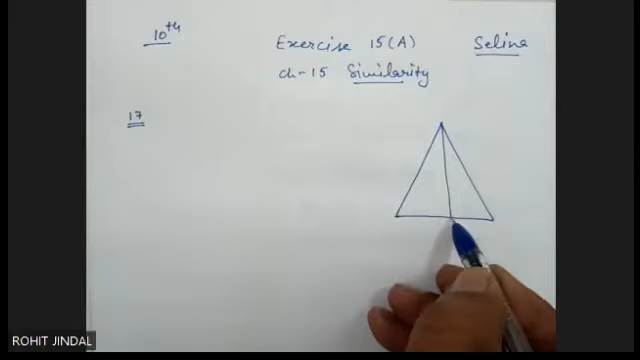 10th
Exercise 15(A) Selina
Ch-15 Similarity
17
ROHIT JINDAL